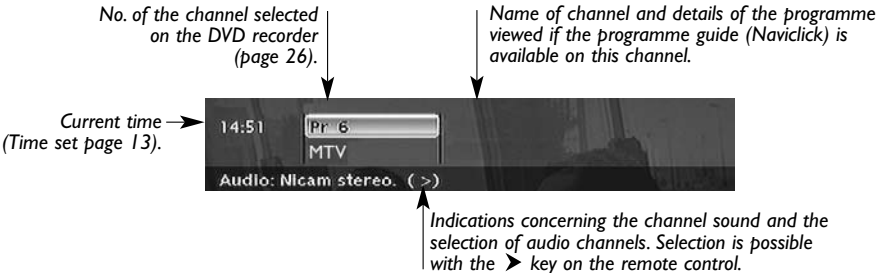 No. of the channel selected
on the DVD recorder
(page 26).
Name of channel and details of the programme
viewed if the programme guide (Naviclick) is
available on this channel.
Current time
(Time set page 13).
14:51
Pr 6
MTV
Audio: Nicam stereo. ( >)
Indications concerning the channel sound and the
selection of audio channels. Selection is possible
with the ➤ key on the remote control.